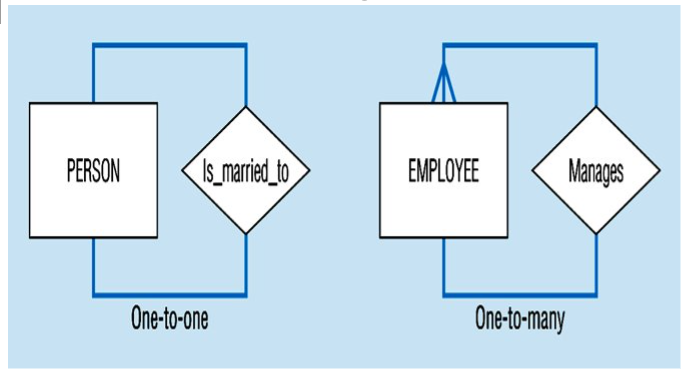 PERSON
Is_married_to
One-to-one
EMPLOYEE
Manages
One-to-many